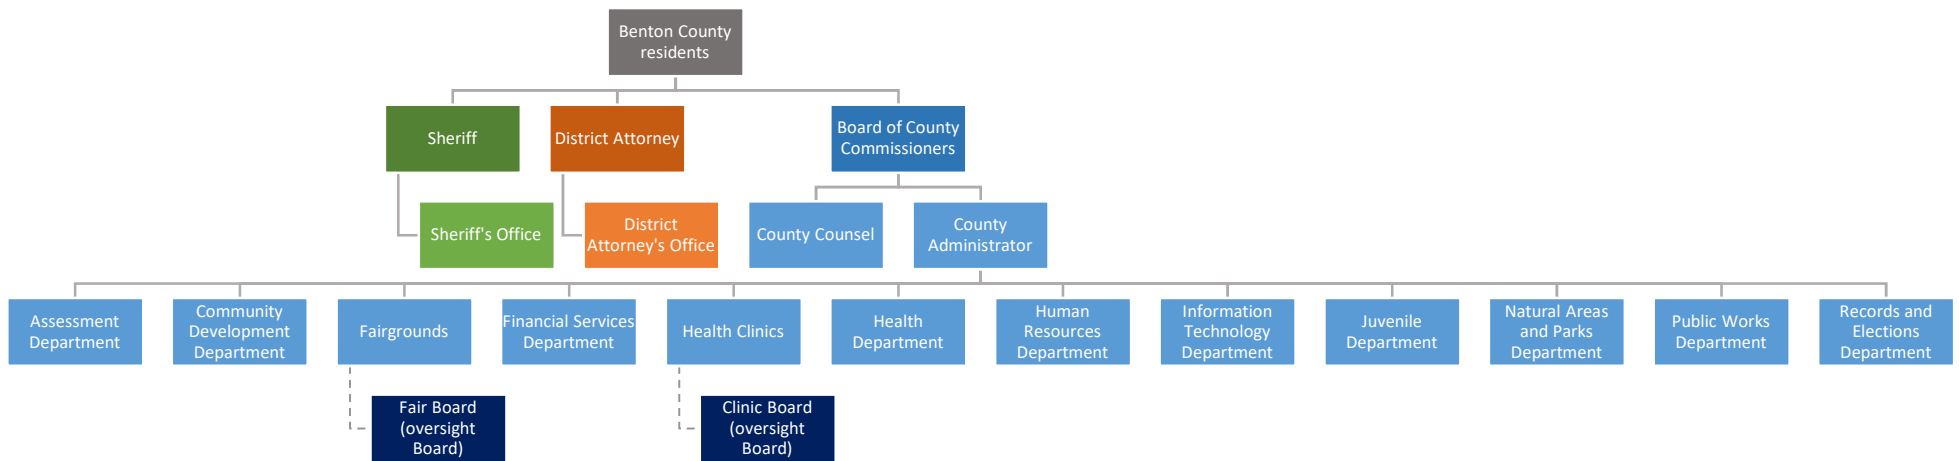 Benton County
residents
Sheriff
District Attorney
Board of County
Commissioners
Sheriff's Office
District
Attorney's Office
County Counsel
County
Administrator
Assessment
Department
Community
Development
Department
Fairgrounds
Financial Services
Department
Health Clinics
Health
Department
Human
Resources
Department
Information
Technology
Department
Juvenile
Department
Natural Areas
and Parks
Department
Public Works
Department
Records and
Elections
Department
Fair Board
(oversight
Board)
Clinic Board
(oversight
Board)